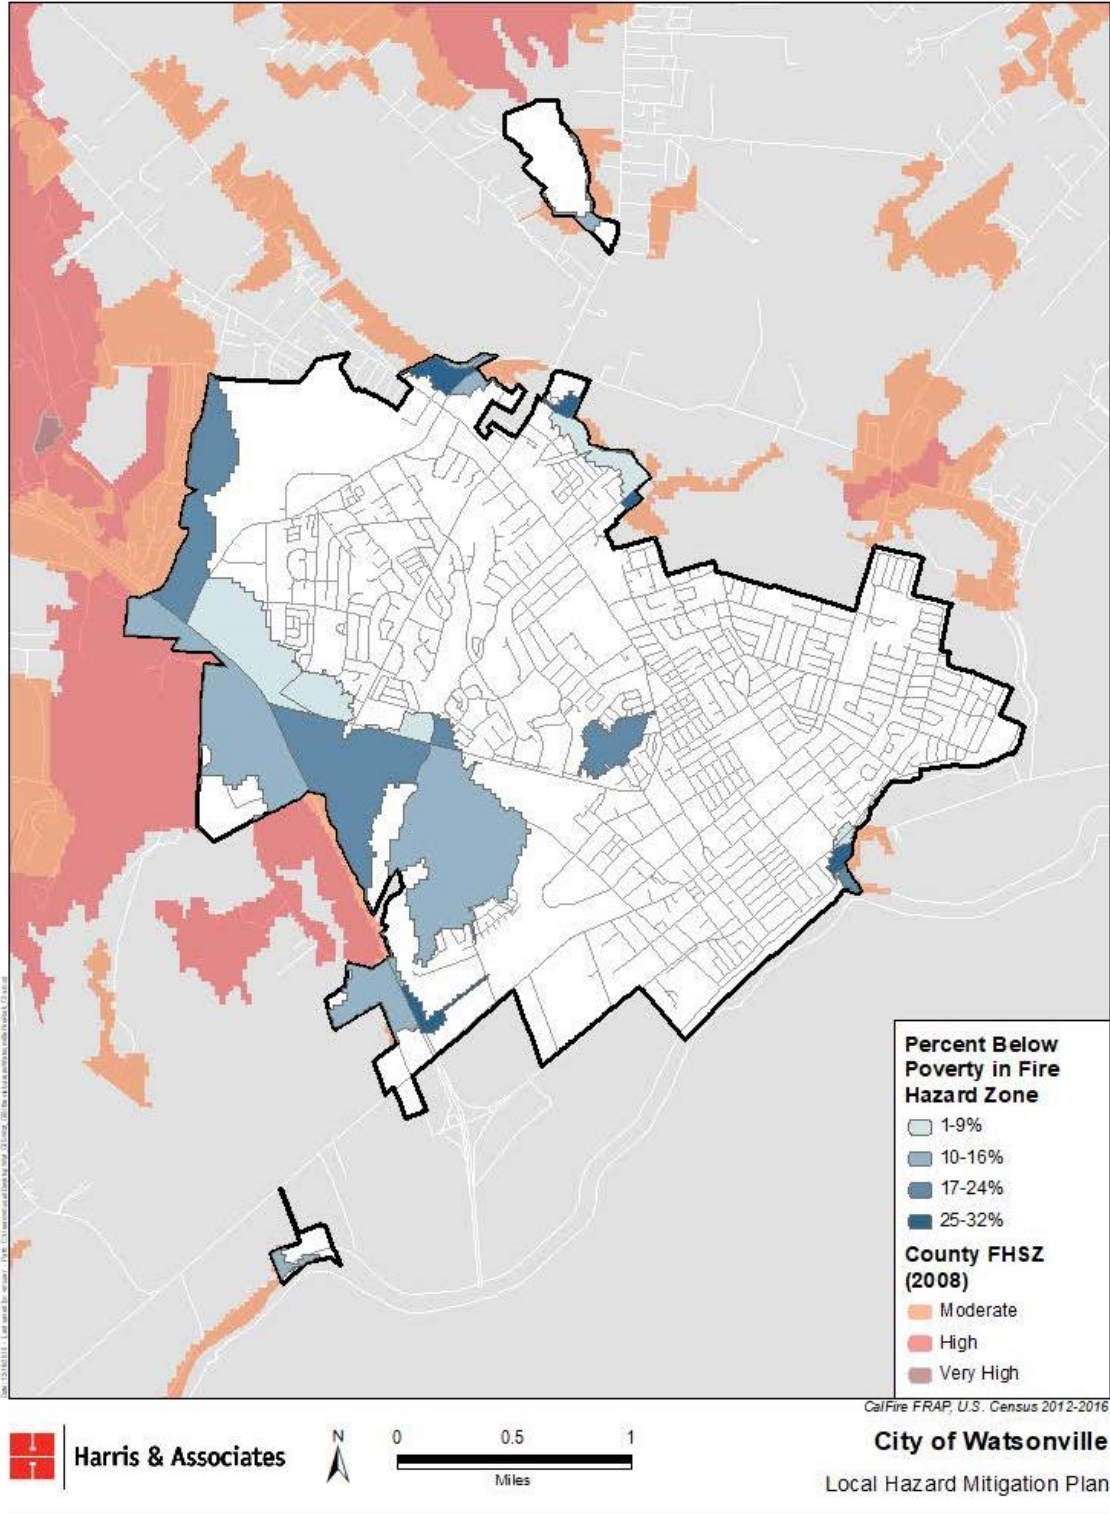 Percent Below
Poverty in Fire
Hazard Zone
1-9%
10-16%
17-24%
25-32%
County FHSZ
(2008)
Moderate
High
Very High
CalFire FRAP, U.S. Census 2012-2016
Harris & Associates
N
0 0.5 1
Miles
City of Watsonville
Local Hazard Mitigation Plan